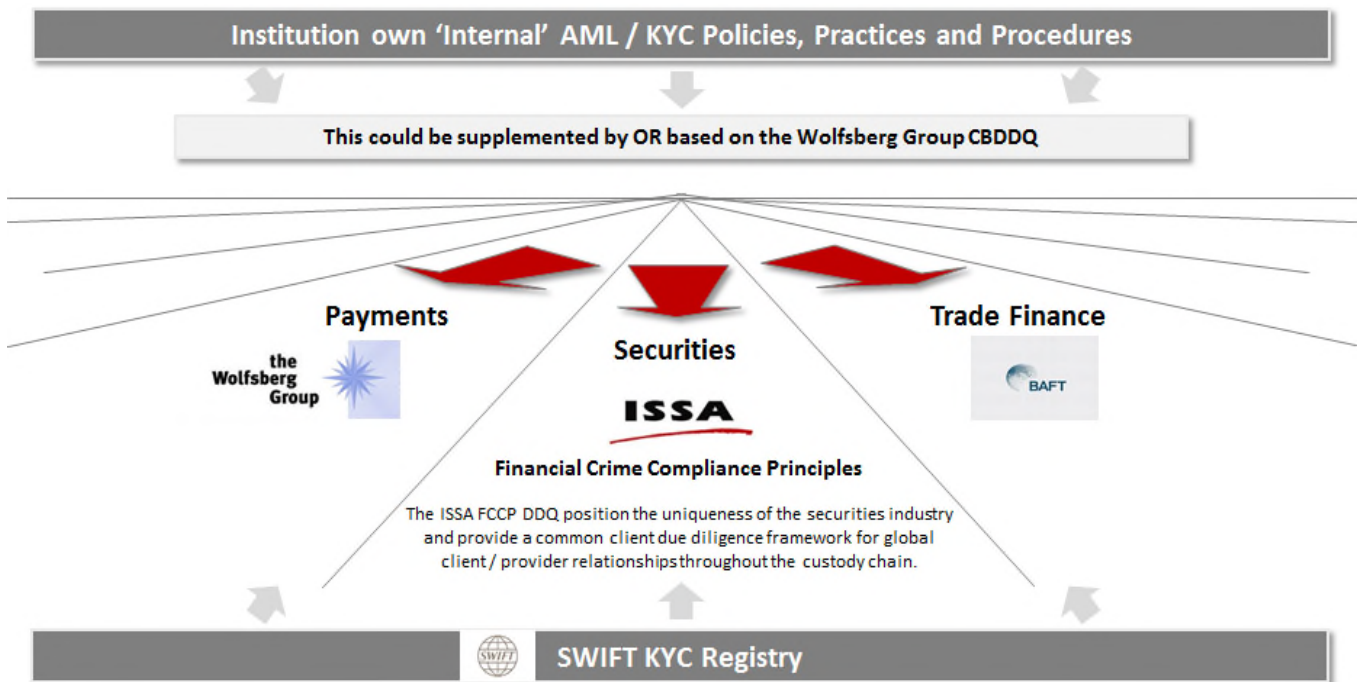 Institution own ‘Internal’ AML / KYC Policies, Practices and Procedures
This could be supplemented by OR based on the Wolfsberg Group CBDDQ
Payments
the
Wolfsberg
Group
Securities
ISSA
Financial Crime Compliance Principles
The ISSA FCCP DDQ position the uniqueness of the securities industry
and provide a common client due diligence framework for global
client / provider relationships throughout the custody chain.
Trade Finance
BAFT
SWIFT
SWIFT KYC Registry